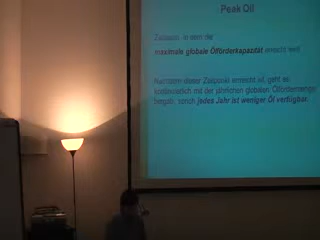 Peak Oil
Zeitpunkt, in dem die
maximale globale Ölförderkapazität erreicht wird
Nachdem dieser Zeitpunkt erreicht ist, geht es
kontinuierlich mit der jährlichen globalen Ölfördermenge
bergab, sprich jedes Jahr ist weniger Öl verfügbar.